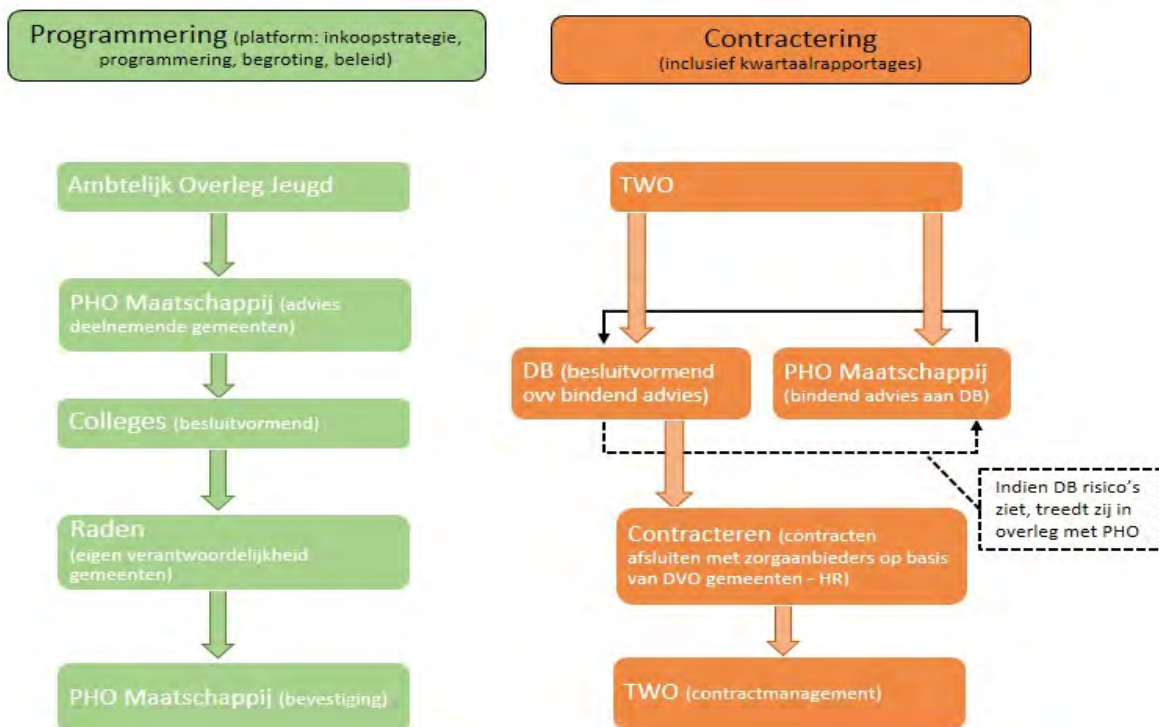 Programmering (platform: inkoopstrategie,
programmering, begroting, beleid)
Ambtelijk Overleg Jeugd
PHO Maatschappij (advies
deelnemende gemeenten)
Colleges (besluitvormend)
Raden
(eigen verantwoordelijkheid
gemeenten)
PHO Maatschappij (bevestiging)
Contractering
(inclusief kwartaalrapportages)
TWO
DB (besluitvormend
ovv bindend advies)
PHO Maatschappij
(bindend advies aan DB)
Indien DB risico's
ziet, treedt zij in
overleg met PHO
Contracteren (contracten
afsluiten met zorgaanbieders op basis
van DVO gemeenten - HR)
TWO (contractmanagement)